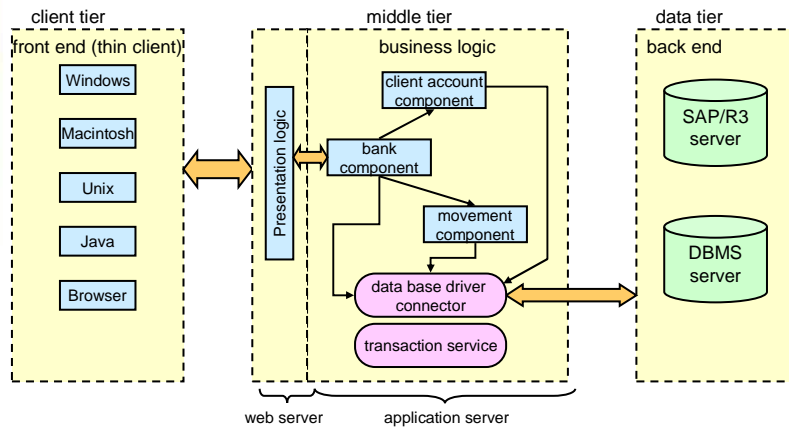 client tier
middle tier
data tier
front end (thin client)
business logic
back end
Windows
Macintosh
Unix
Java
Browser
Presentation logic
client account
component
bank
component
movement
component
data base driver
connector
transaction service
SAP/R3
server
DBMS
server
web server
application server